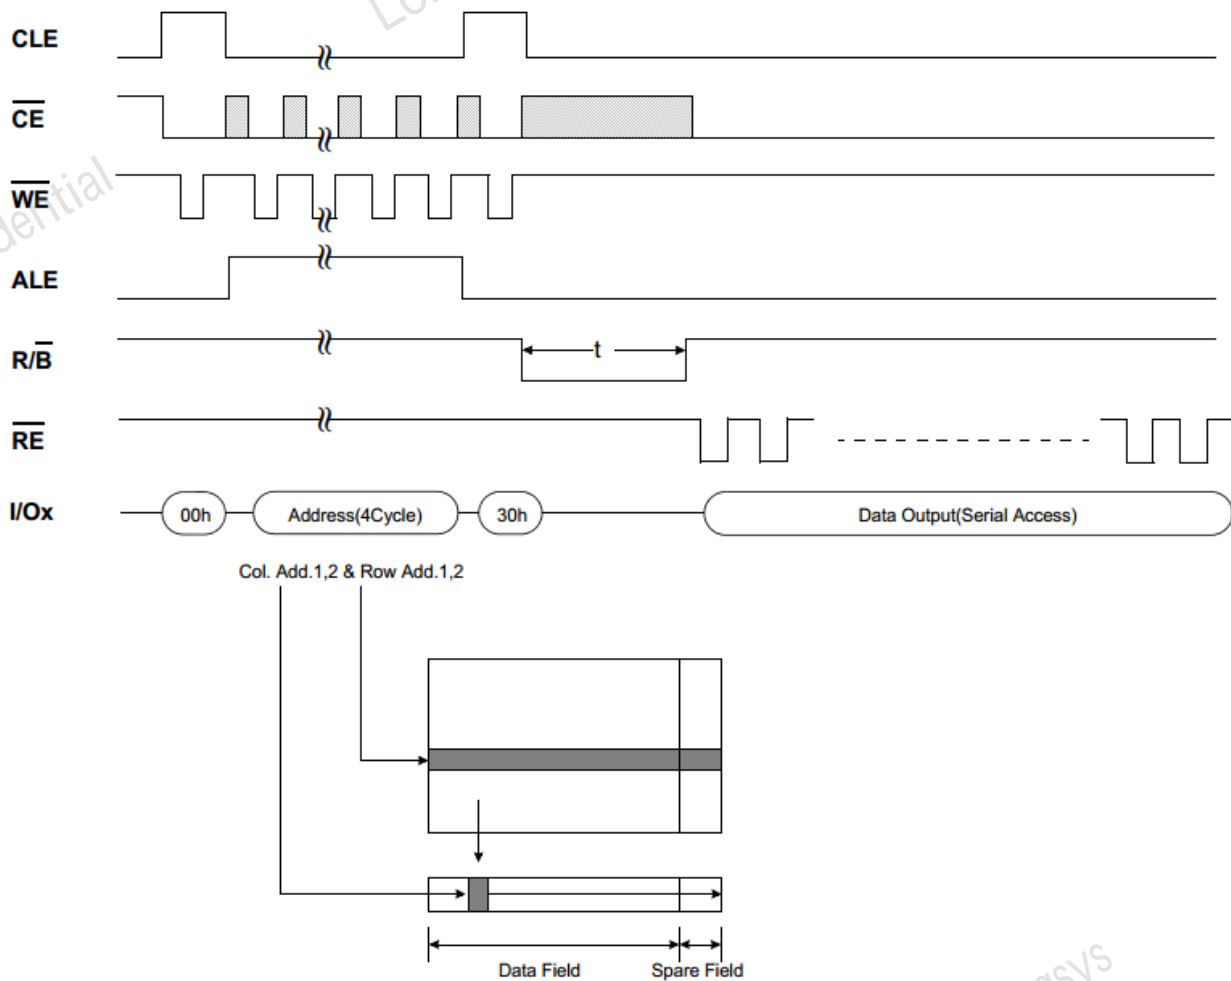 CLE
CE
WE
ALE
R/B
t
RE
I/Ox
00h
Address(4Cycle)
30h
Data Output(Serial Access)
Col. Add.1,2 & Row Add.1,2
Data Field
Spare Field